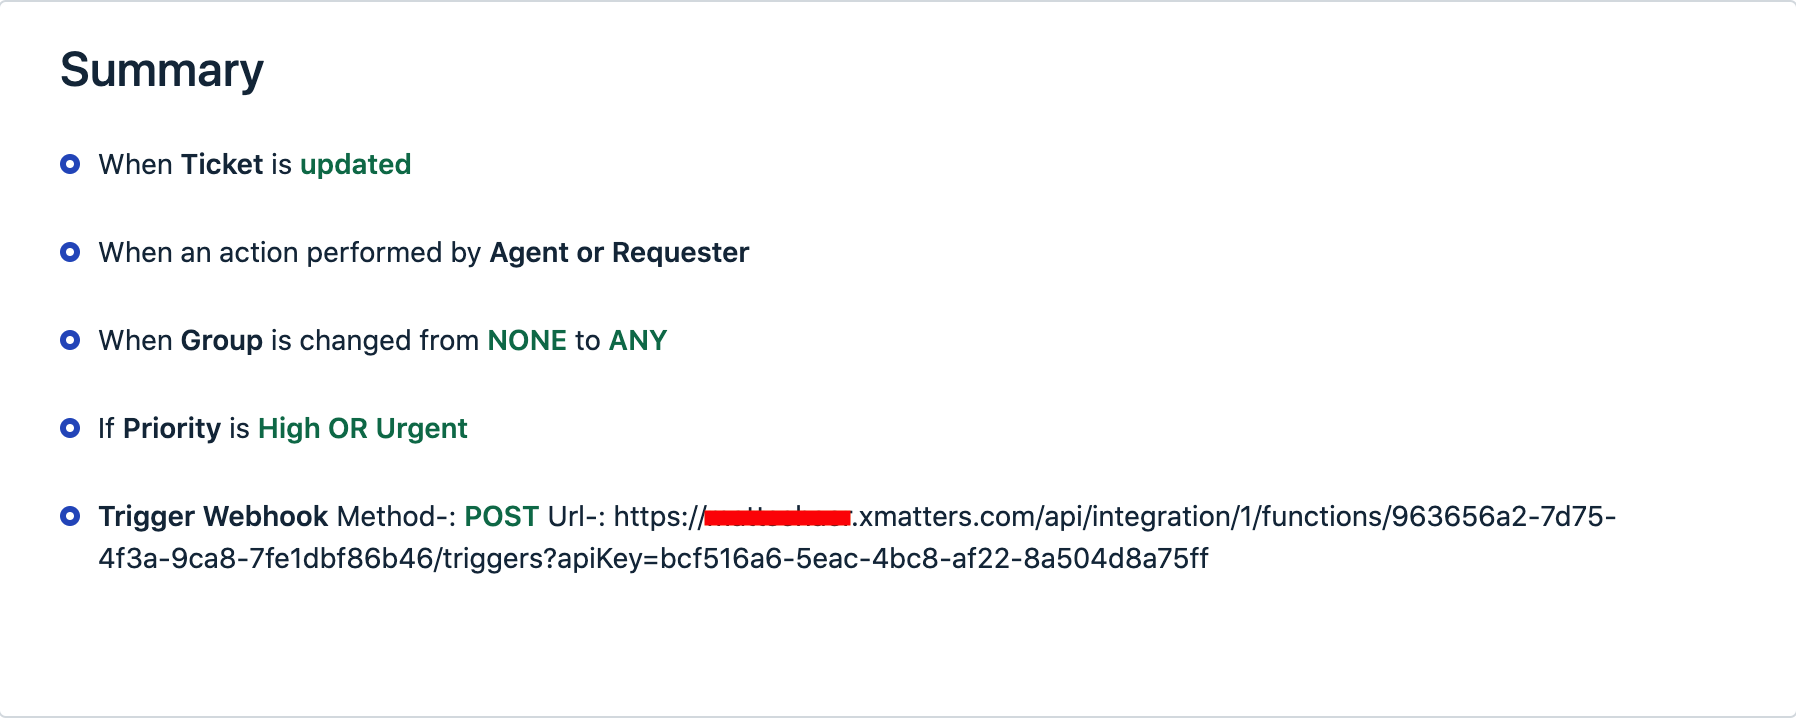 Summary
When Ticket is updated
When an action performed by Agent or Requester
When Group is changed from NONE to ANY
If Priority is High OR Urgent
Trigger Webhook Method-: POST Url-: https://.xmatters.com/api/integration/1/functions/963656a2-7d75-
4f3a-9ca8-7fe1dbf86b46/triggers?apiKey=bcf516a6-5eac-4bc8-af22-8a504d8a75ff